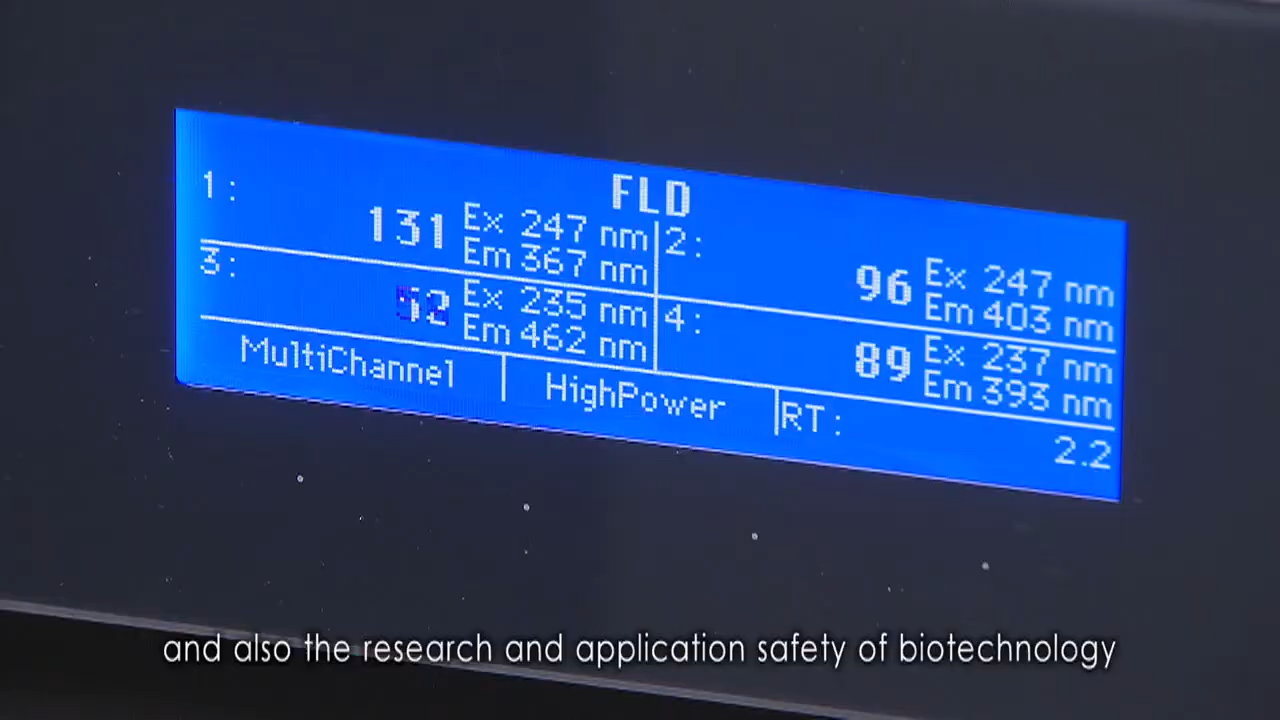 FLD
1:
131 Ex 247 nm
Em 367 nm
2:
96 Ex 247 nm
Em 403 nm
3:
52 Ex 235 nm
Em 462 nm
4:
89 Ex 237 nm
Em 393 nm
MultiChannel
HighPower
RT:
2.2
and also the research and application safety of biotechnology